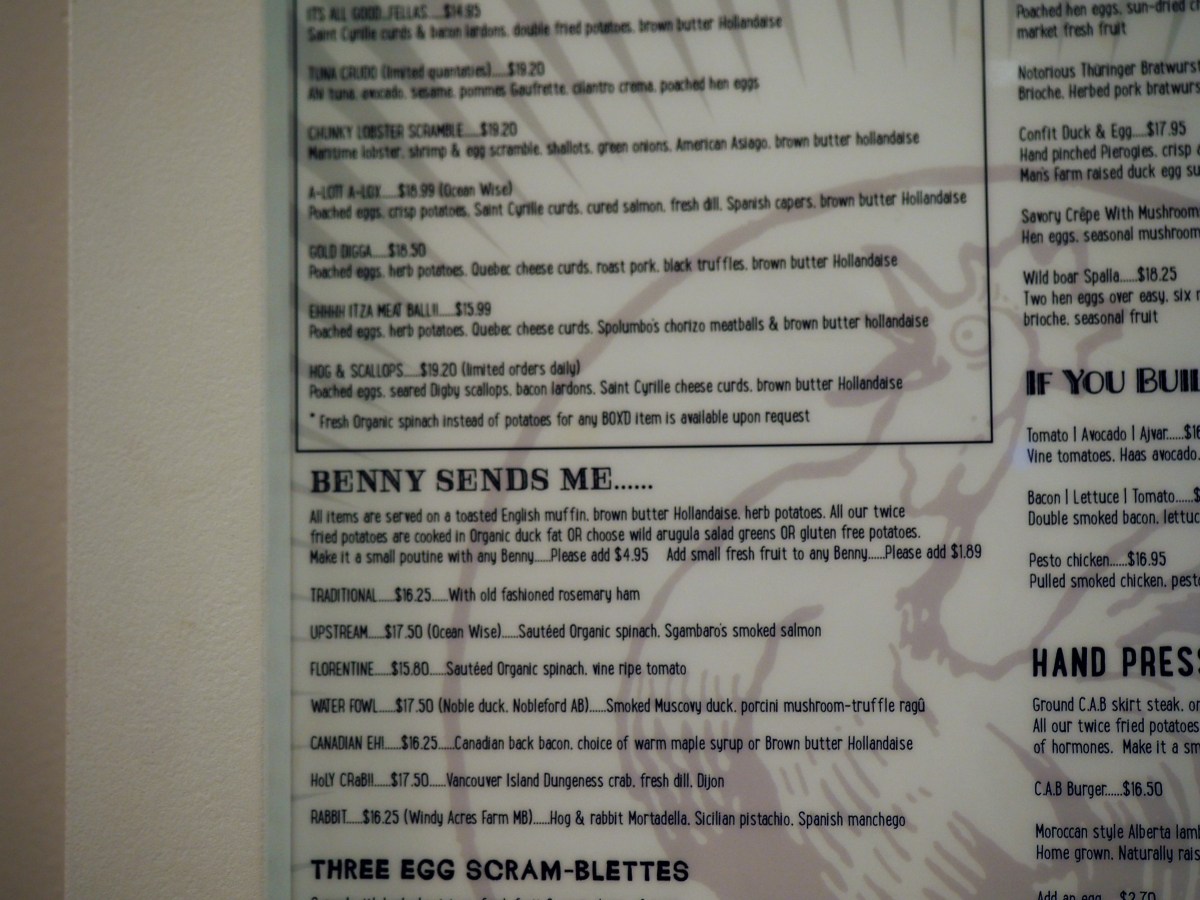 ITS ALL GOOD..FELLAS.....$14.95
Saint Cyrille curds & bacon lardons, double fried potatoes, brown butter Hollandaise
TUNA CRUDO (limited quantaties).....$19.20
Ahi tuna, avocado, sesame, pommes Gaufrette, cilantro crema, poached hen eggs
CHUNKY LOBSTER SCRAMBLE.....$19.20
Maritime lobster, shrimp & egg scramble, shallots, green onions, American Asiago, brown butter hollandaise
A-LOTT A-LOX.....$18.99 (Ocean Wise)
Poached eggs, crisp potatoes, Saint Cyrille curds, cured salmon, fresh dill, Spanish capers, brown butter Hollandaise
GOLD DIGGA.....$18.50
Poached eggs, herb potatoes, Quebec cheese curds, roast pork, black truffles, brown butter Hollandaise
EHHHH ITZA MEAT BALL!!.....$15.99
Poached eggs, herb potatoes, Quebec cheese curds, Spolumbo's chorizo meatballs & brown butter hollandaise
HOG & SCALLOPS.....$19.20 (limited orders daily)
Poached eggs, seared Digby scallops, bacon lardons, Saint Cyrille cheese curds, brown butter Hollandaise
* Fresh Organic spinach instead of potatoes for any BOXD item is available upon request
BENNY SENDS ME......
All items are served on a toasted English muffin, brown butter Hollandaise, herb potatoes. All our twice
fried potatoes are cooked in Organic duck fat OR choose wild arugula salad greens OR gluten free potatoes.
Make it a small poutine with any Benny.....Please add $4.95 Add small fresh fruit to any Benny.....Please add $1.89
TRADITIONAL.....$16.25.....With old fashioned rosemary ham
UPSTREAM.....$17.50 (Ocean Wise).....Sautéed Organic spinach, Sgambaro's smoked salmon
FLORENTINE.....$15.80.....Sautéed Organic spinach, vine ripe tomato
WATER FOWL.....$17.50 (Noble duck, Nobleford AB).....Smoked Muscovy duck, porcini mushroom-truffle ragû
CANADIAN EH!.....$16.25.....Canadian back bacon, choice of warm maple syrup or Brown butter Hollandaise
HolY CRaB!!.....$17.50.....Vancouver Island Dungeness crab, fresh dill, Dijon
RABBIT.....$16.25 (Windy Acres Farm MB).....Hog & rabbit Mortadella, Sicilian pistachio, Spanish manchego
THREE EGG SCRAM-BLETTES
Poached hen eggs, sun-dried
market fresh fruit
Notorious Thüringer Bratwurst
Brioche, Herbed pork bratwurs
Confit Duck & Egg.....$17.95
Hand pinched Pierogies, crisp
Man's Farm raised duck egg su
Savory Crêpe With Mushroom
Hen eggs, seasonal mushroom
Wild boar Spalla.....$18.25
Two hen eggs over easy, six
brioche, seasonal fruit
IF YOU BUIL
Tomato | Avocado | Ajvar.....$16
Vine tomatoes, Haas avocado,
Bacon | Lettuce | Tomato.....$
Double smoked bacon, lettuc
Pesto chicken.....$16.95
Pulled smoked chicken, pesto
HAND PRESS
Ground C.A.B skirt steak, or
All our twice fried potatoes
of hormones. Make it a sm
C.A.B Burger.....$16.50
Moroccan style Alberta lamb
Home grown, Naturally rais
Add an egg $2.70